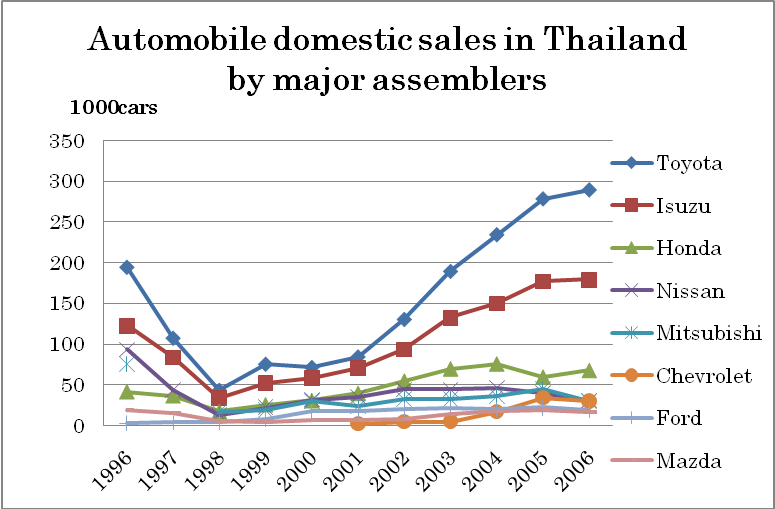 Automobile domestic sales in Thailand
by major assemblers
1000cars
350
300
250
200
150
100
50
0
1996
1997
1998
1999
2000
2001
2002
2003
2004
2005
2006
Toyota
Isuzu
Honda
Nissan
Mitsubishi
Chevrolet
Ford
Mazda